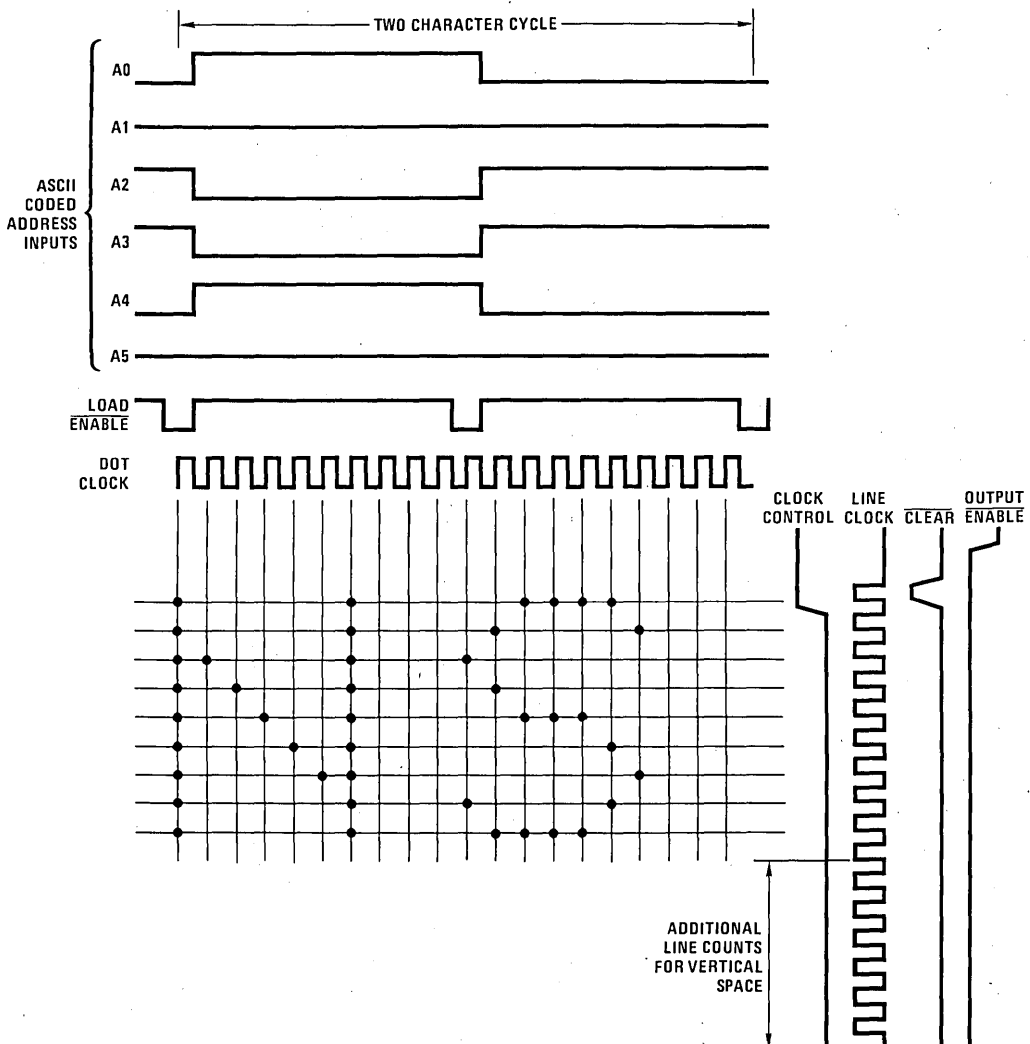 TWO CHARACTER CYCLE
A0
A1
A2
ASCII
CODED
ADDRESS
INPUTS
A3
A4
A5
LOAD
ENABLE
DOT
CLOCK
CLOCK
CONTROL
LINE
CLOCK
CLEAR
OUTPUT
ENABLE
ADDITIONAL
LINE COUNTS
FOR VERTICAL
SPACE